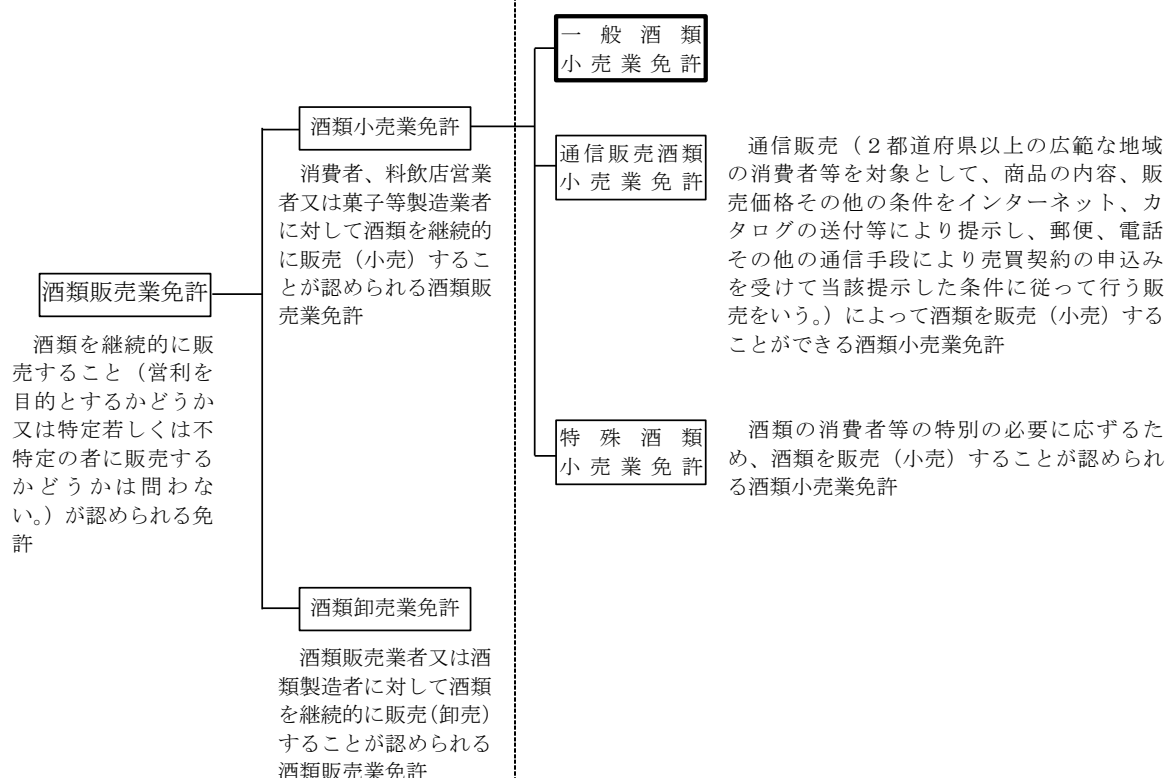 一般酒類
小売業免許
酒類小売業免許
消費者、料飲店営業
者又は菓子等製造業者
に対して酒類を継続的
に販売（小売）するこ
とが認められる酒類販
売業免許
通信販売酒類
小売業免許
通信販売（２都道府県以上の広範な地域
の消費者等を対象として、商品の内容、販
売価格その他の条件をインターネット、カ
タログの送付等により提示し、郵便、電話
その他の通信手段により売買契約の申込み
を受けて当該提示した条件に従って行う販
売をいう。）によって酒類を販売（小売）する
ことができる酒類小売業免許
酒類販売業免許
酒類を継続的に販
売すること（営利を
目的とするかどうか
又は特定若しくは不
特定の者に販売する
かどうかは問わな
い。）が認められる免
許
特殊酒類
小売業免許
酒類の消費者等の特別の必要に応ずるた
め、酒類を販売（小売）することが認められ
る酒類小売業免許
酒類卸売業免許
酒類販売業者又は酒
類製造者に対して酒類
を継続的に販売（卸売）
することが認められる
酒類販売業免許